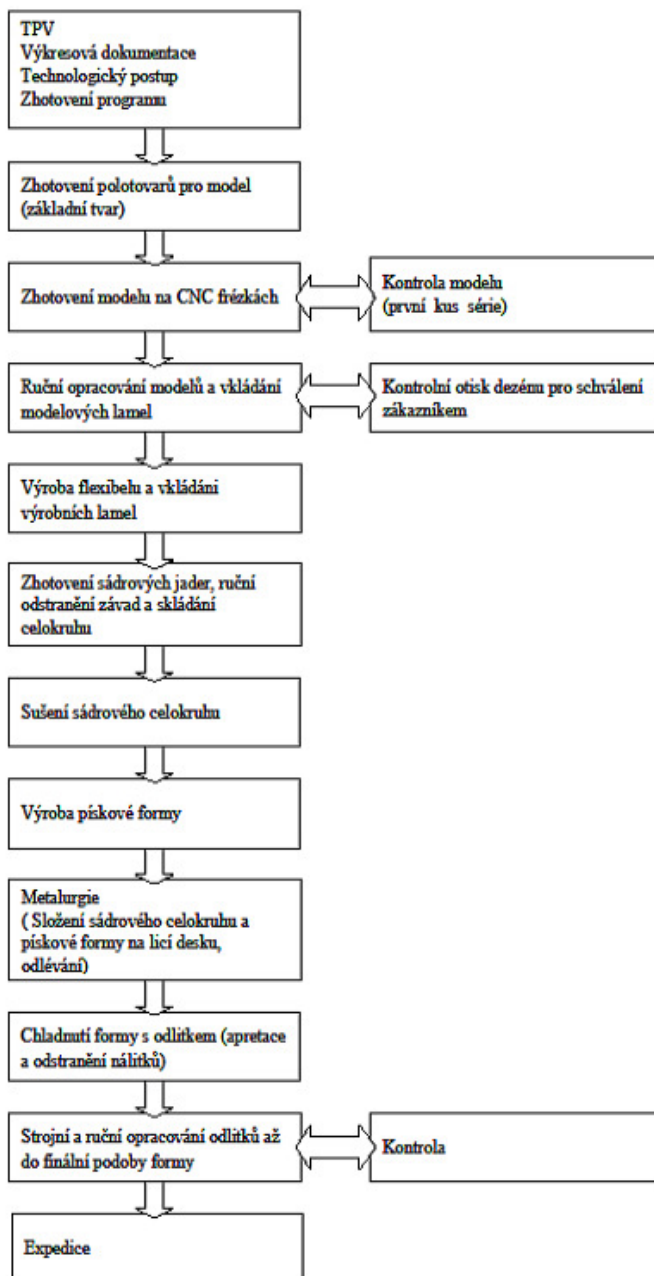 TPV
Výkresová dokumentace
Technologický postup
Zhotovení programu
Zhotovení polotovarů pro model
(základní tvar)
Zhotovení modelu na CNC frézkách
Kontrola modelu
(první kus série)
Ruční opracování modelů a vkládání
modelových lamel
Kontrolní otisk dezénu pro schválení
zákazníkem
Výroba flexibelu a vkládáni
výrobních lamel
Zhotovení sádrových jader, ruční
odstranění závad a skládání
celokruhu
Sušení sádrového celokruhu
Výroba pískové formy
Metalurgie
( Složení sádrového celokruhu a
pískové formy na licí desku,
odlévání)
Chladnutí formy s odlitkem (apretace
a odstranění nálitků)
Strojní a ruční opracování odlitků až
do finální podoby formy
Kontrola
Expedice